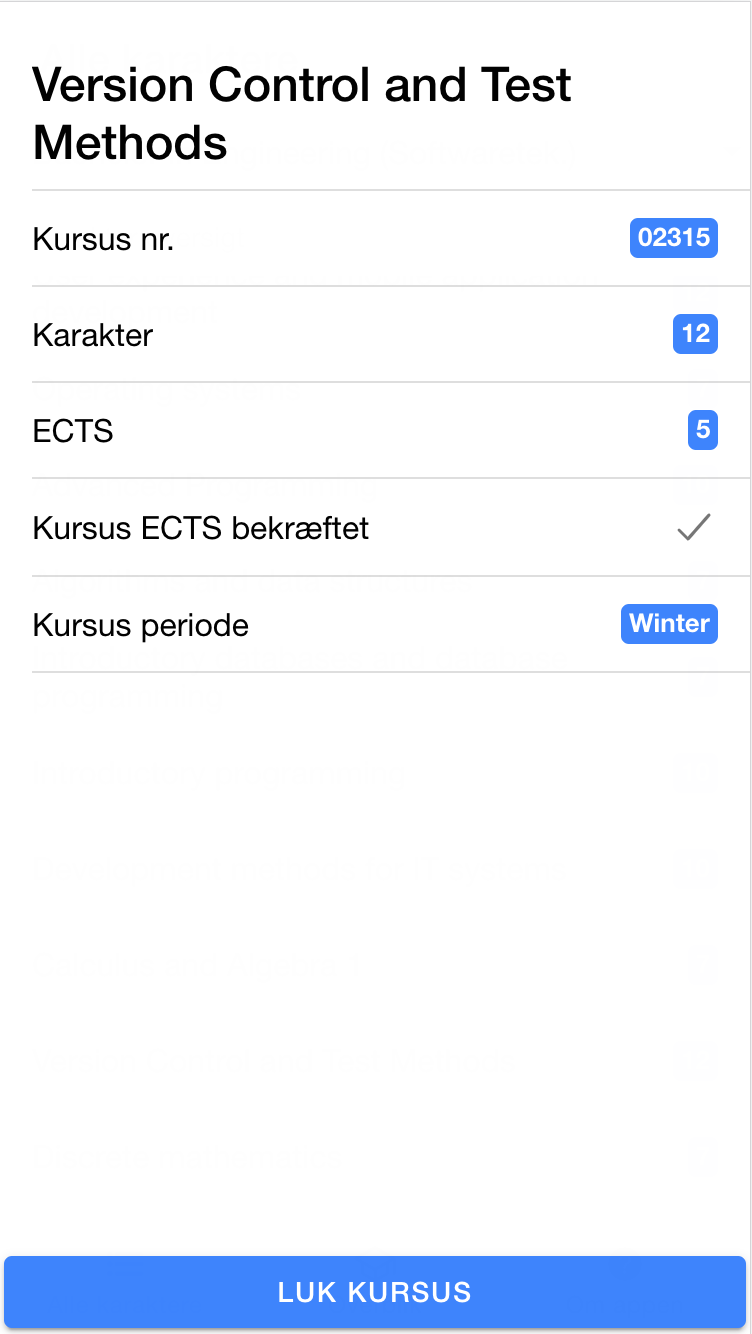 Version Control and Test
Methods
Kursus nr. 02315
Karakter 12
ECTS 5
Kursus ECTS bekræftet
Kursus periode Winter
LUK KURSUS